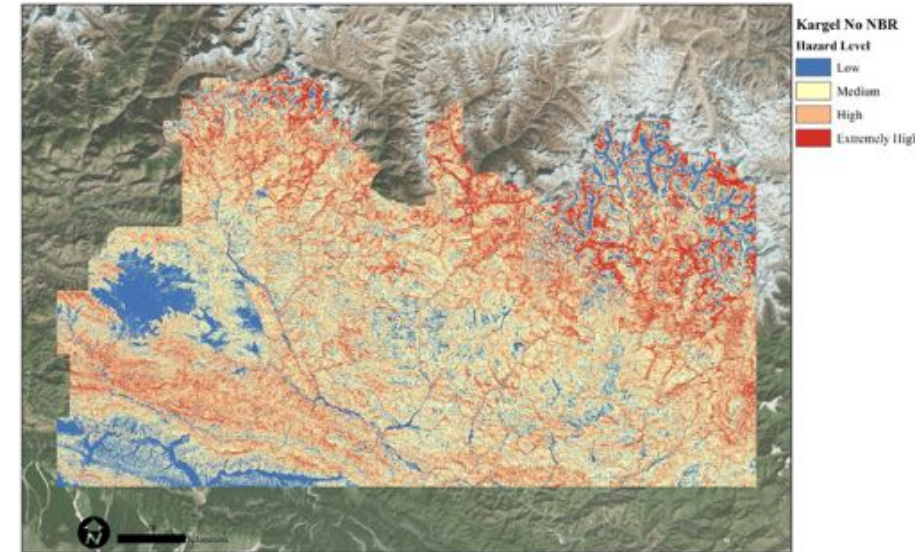 Kargel No NBR
Hazard Level
Low
Medium
High
Extremely High
N